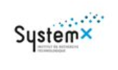 SystemX
INSTITUT DE RECHERCHE
TECHNOLOGIQUE